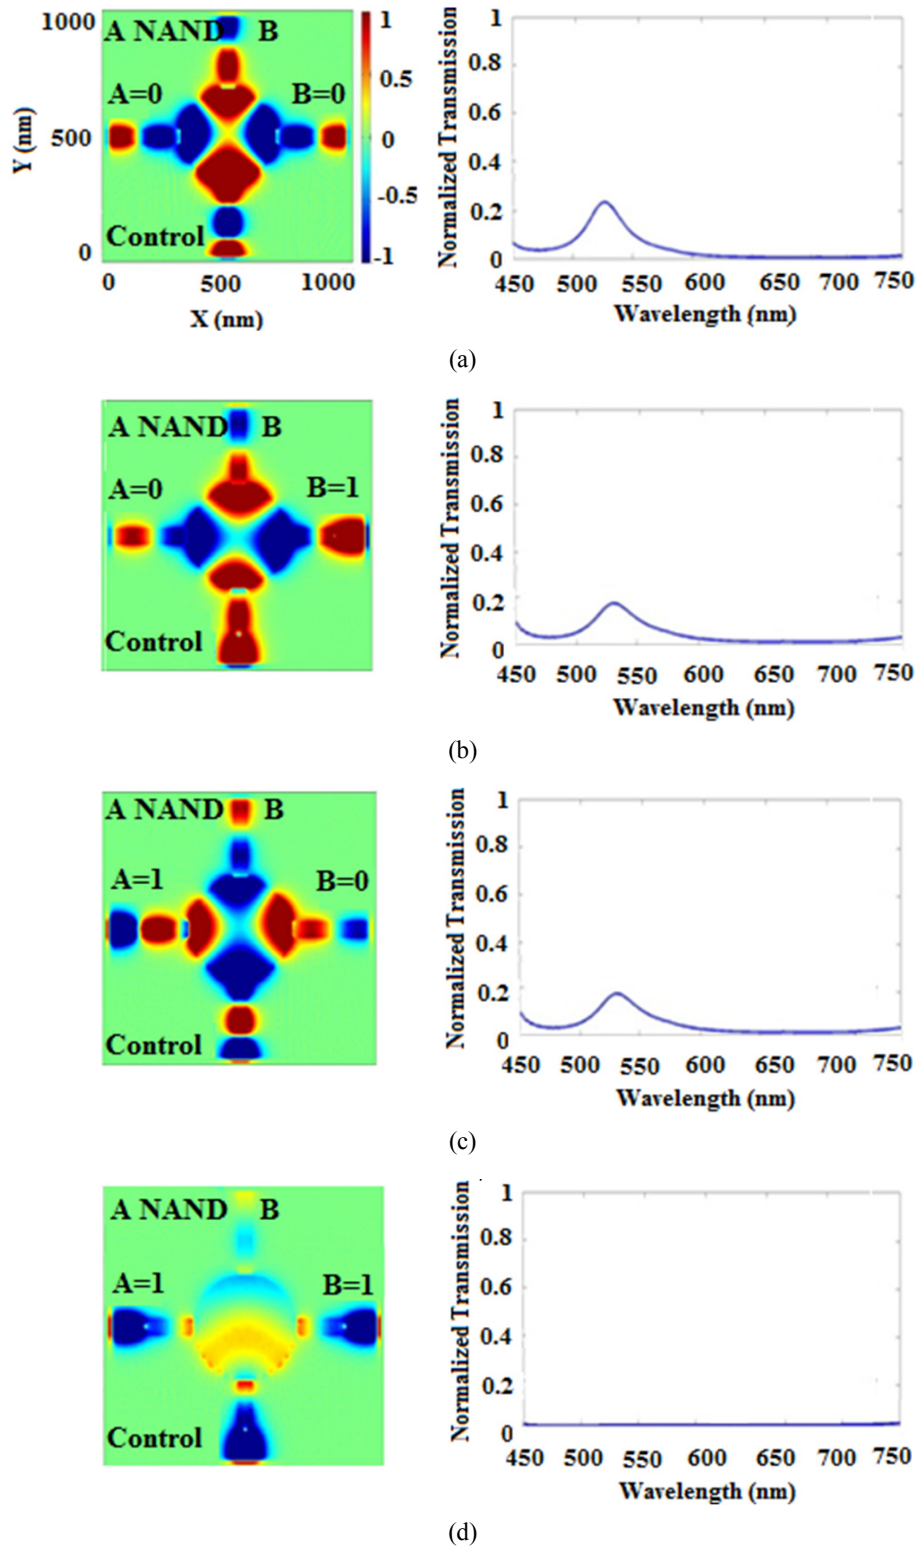 1000
A NAND B
A=0 B=0
Y (nm)
500
Control
0
0 500 1000
X (nm)
1
0.5
0
-0.5
-1
Normalized Transmission
1
0.8
0.6
0.4
0.2
0
450 500 550 600 650 700 750
Wavelength (nm)
(a)
A NAND B
A=0 B=1
Control
Normalized Transmission
1
0.8
0.6
0.4
0.2
0
450 500 550 600 650 700 750
Wavelength (nm)
(b)
A NAND B
A=1 B=0
Control
Normalized Transmission
1
0.8
0.6
0.4
0.2
0
450 500 550 600 650 700 750
Wavelength (nm)
(c)
A NAND B
A=1 B=1
Control
Normalized Transmission
1
0.8
0.6
0.4
0.2
0
450 500 550 600 650 700 750
Wavelength (nm)
(d)